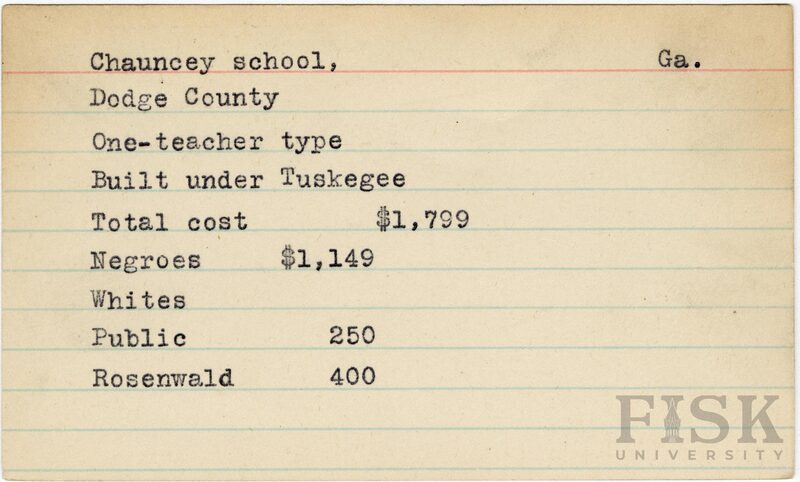 Chauncey school, Ga.
Dodge County
One-teacher type
Built under Tuskegee
Total cost $1,799
Negroes $1,149
Whites
Public 250
Rosenwald 400
FISK
UNIVERSITY